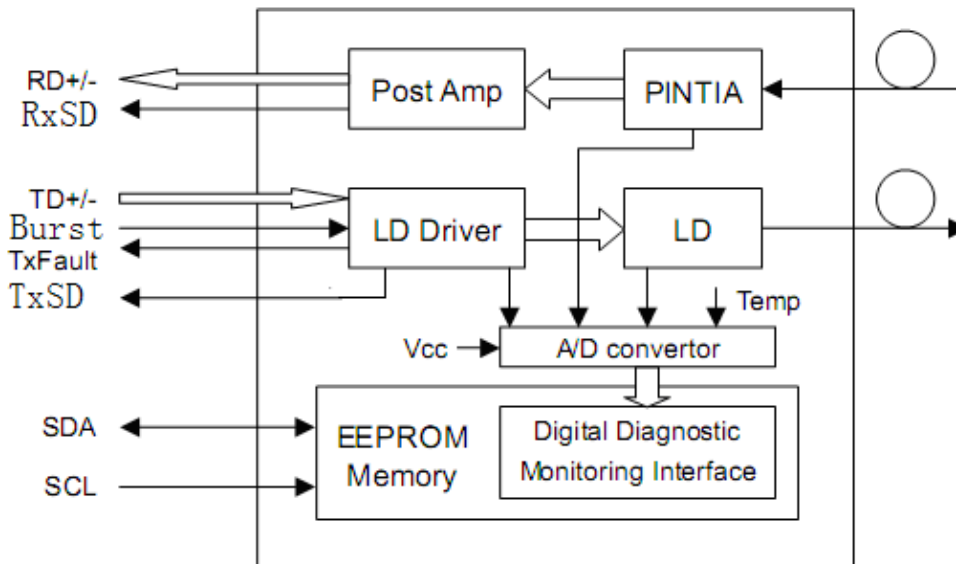 RD+/-
RxSD
Post Amp
PINTIA
TD+/-
Burst
TxFault
TxSD
LD Driver
LD
Temp
Vcc
A/D convertor
SDA
SCL
EEPROM
Memory
Digital Diagnostic
Monitoring Interface